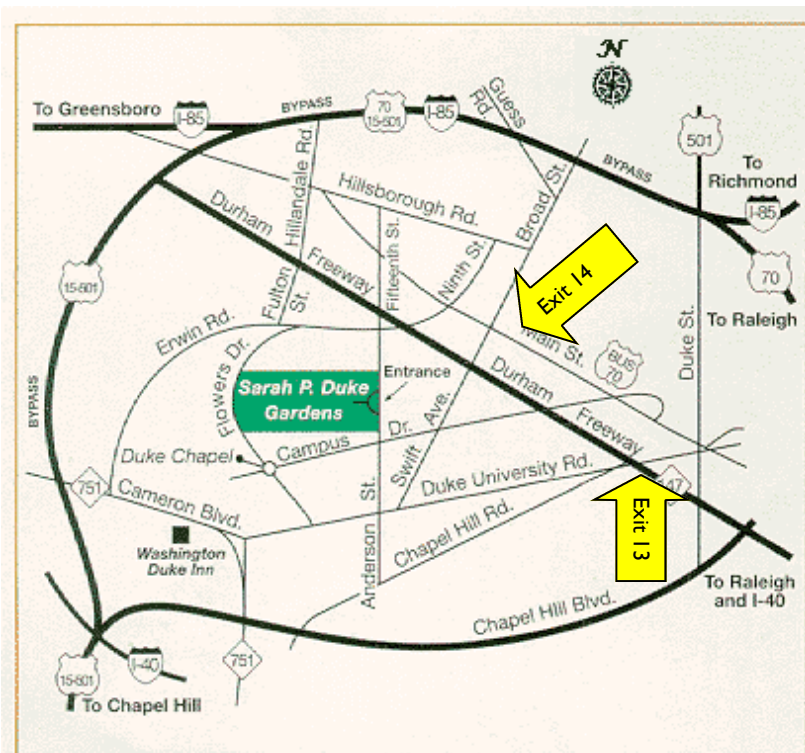 N
To Greensboro
I-85
BYPASS
70
15-501
I-85
Guess
Rd.
BYPASS
501
To
Richmond
I-85
70
To Raleigh
Hillandale Rd.
Hillsborough Rd.
Broad St.
Durham
Freeway
Fifteenth St.
Ninth St.
Exit 14
15-501
Fulton
St.
Erwin Rd.
Main St.
BUS
70
Duke St.
BYPASS
Flowers Dr.
Sarah P. Duke
Gardens
Entrance
Durham
Freeway
Swift Ave.
Duke Chapel
Campus Dr.
751
Cameron Blvd.
Duke University Rd.
147
Exit 13
Washington
Duke Inn
Anderson St.
Chapel Hill Rd.
To Raleigh
and I-40
Chapel Hill Blvd.
I-40
751
15-501
To Chapel Hill